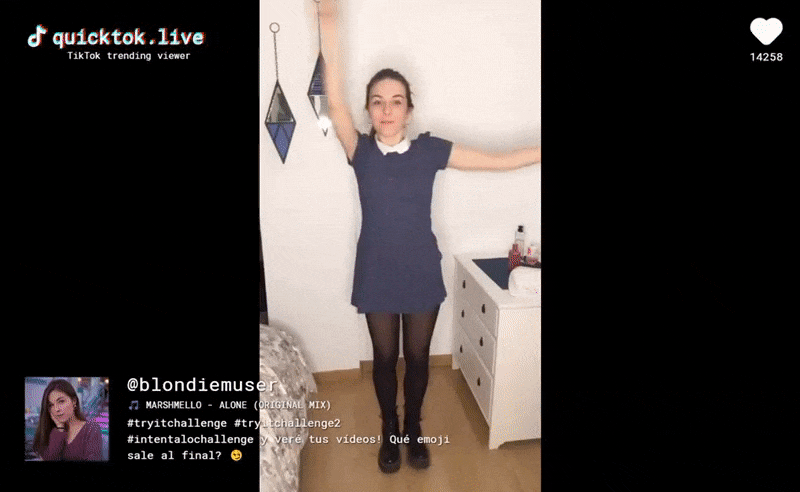 quicktok.live
TikTok trending viewer
14258
@blondiemuser
MARSHMELLO - ALONE (ORIGINAL MIX)
#tryitchallenge #tryitchallenge2
#intentalochallenge y veré tus vídeos! Qué emoji
sale al final? 😏